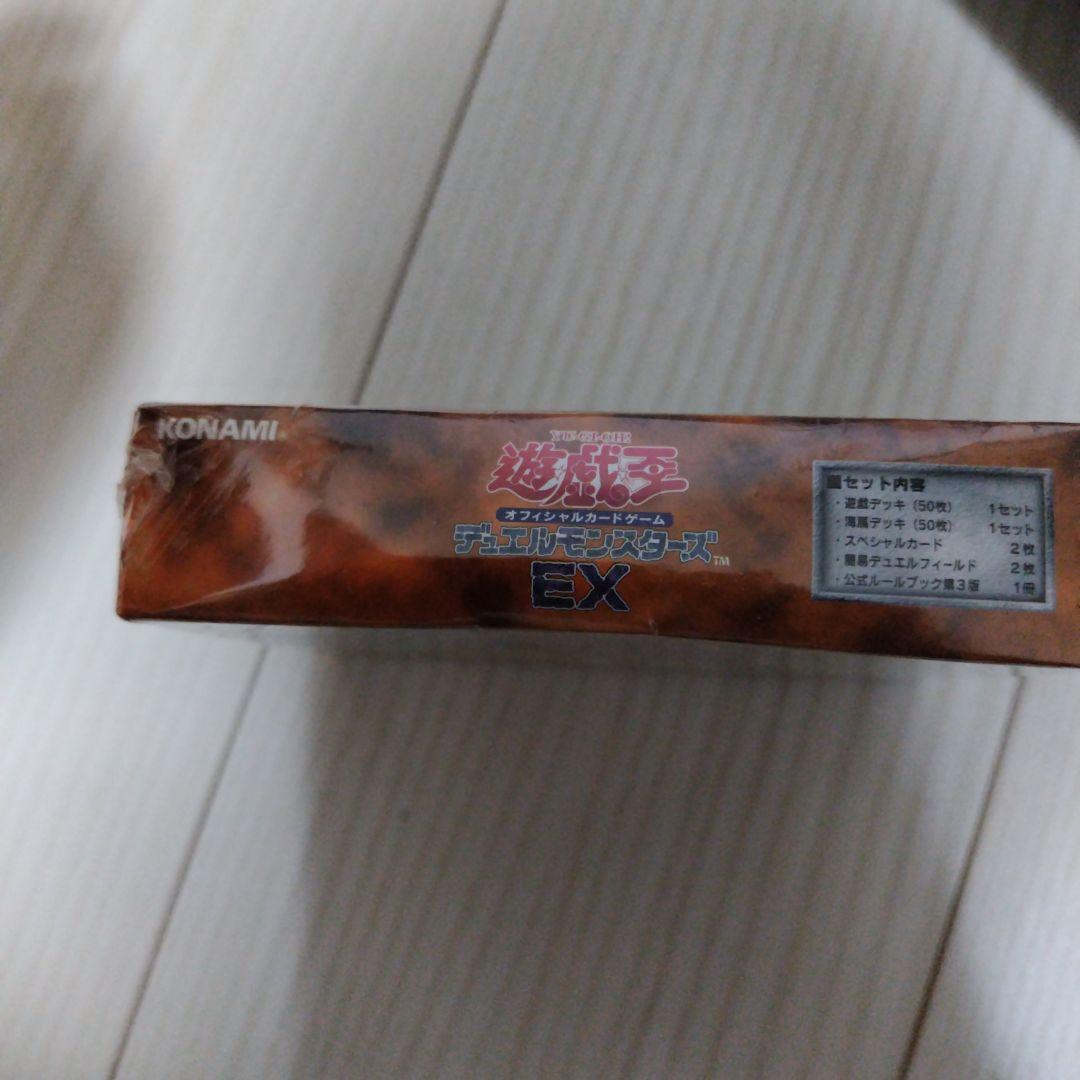 KONAMI
YU-GI-OH!
遊戯王
オフィシャルカードゲーム
デュエルモンスターズ™
EX
■セット内容
・遊戯デッキ（50枚） 1セット
・海馬デッキ（50枚） 1セット
・スペシャルカード 2枚
・簡易デュエルフィールド 2枚
・公式ルールブック第3版 1冊